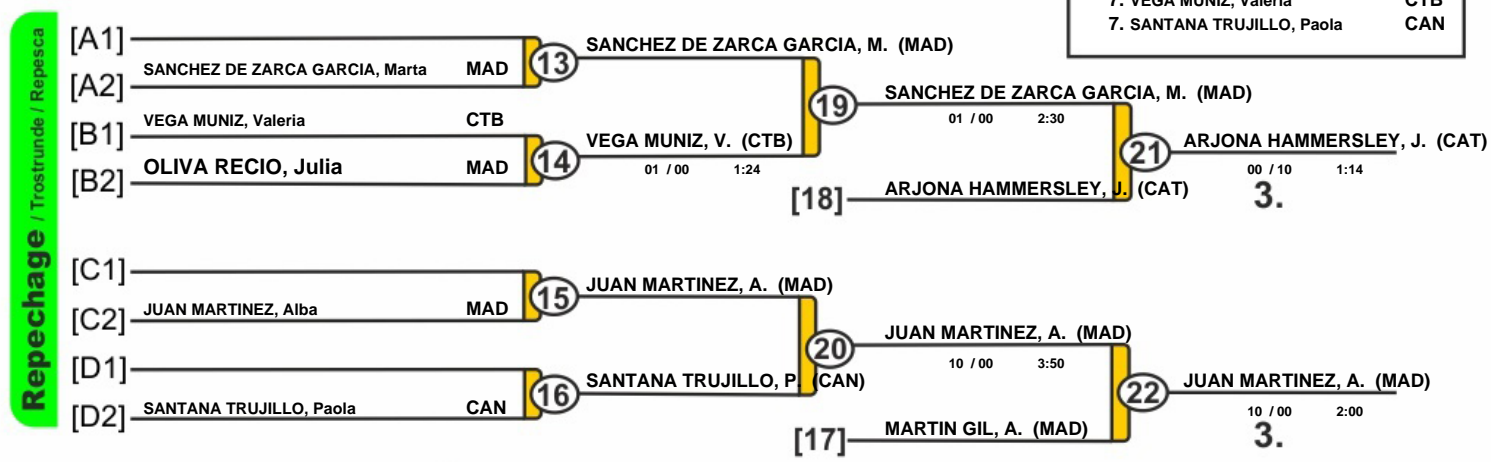 7. VEGA MUNIZ, Valeria CTB
7. SANTANA TRUJILLO, Paola CAN
Repechage / Trostrunde / Repesca
[A1]
SANCHEZ DE ZARCA GARCIA, Marta MAD
[A2]
13
SANCHEZ DE ZARCA GARCIA, M. (MAD)
[B1]
VEGA MUNIZ, Valeria CTB
OLIVA RECIO, Julia MAD
[B2]
14
VEGA MUNIZ, V. (CTB)
01 / 00 1:24
19
SANCHEZ DE ZARCA GARCIA, M. (MAD)
01 / 00 2:30
[18]
ARJONA HAMMERSLEY, J. (CAT)
21
ARJONA HAMMERSLEY, J. (CAT)
00 / 10 1:14
3.
[C1]
JUAN MARTINEZ, Alba MAD
[C2]
15
JUAN MARTINEZ, A. (MAD)
[D1]
SANTANA TRUJILLO, Paola CAN
[D2]
16
SANTANA TRUJILLO, P. (CAN)
20
JUAN MARTINEZ, A. (MAD)
10 / 00 3:50
[17]
MARTIN GIL, A. (MAD)
22
JUAN MARTINEZ, A. (MAD)
10 / 00 2:00
3.